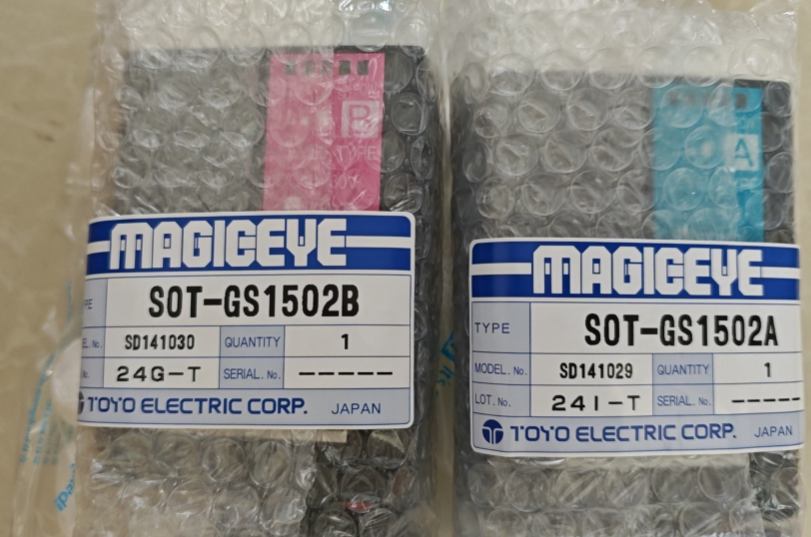 B
TYPE
MAGICEYE
SOT-GS1502B
SD141030 QUANTITY 1
24G-T SERIAL. No. -----
TOYO ELECTRIC CORP. JAPAN
A
MAGICEYE
TYPE SOT-GS1502A
MODEL. No. SD141029 QUANTITY 1
LOT. No. 24I-T SERIAL. No. -----
TOYO ELECTRIC CORP. JAPAN